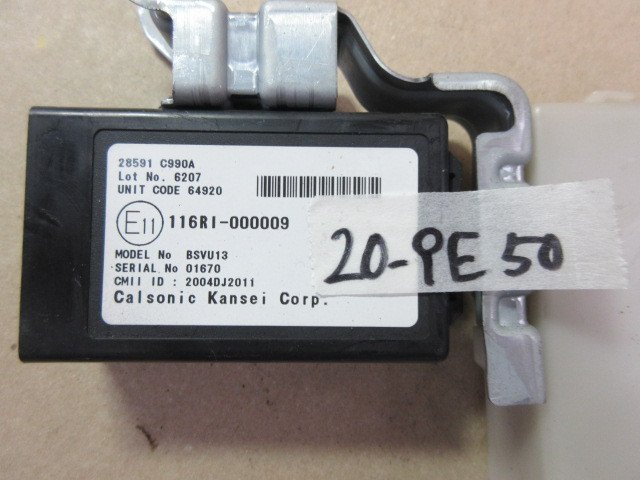 28591 C990A
Lot No. 6207
UNIT CODE 64920
E11
116RI-000009
MODEL No BSVU13
SERIAL No 01670
CMII ID : 2004DJ2011
Calsonic Kansei Corp.
20-PE50